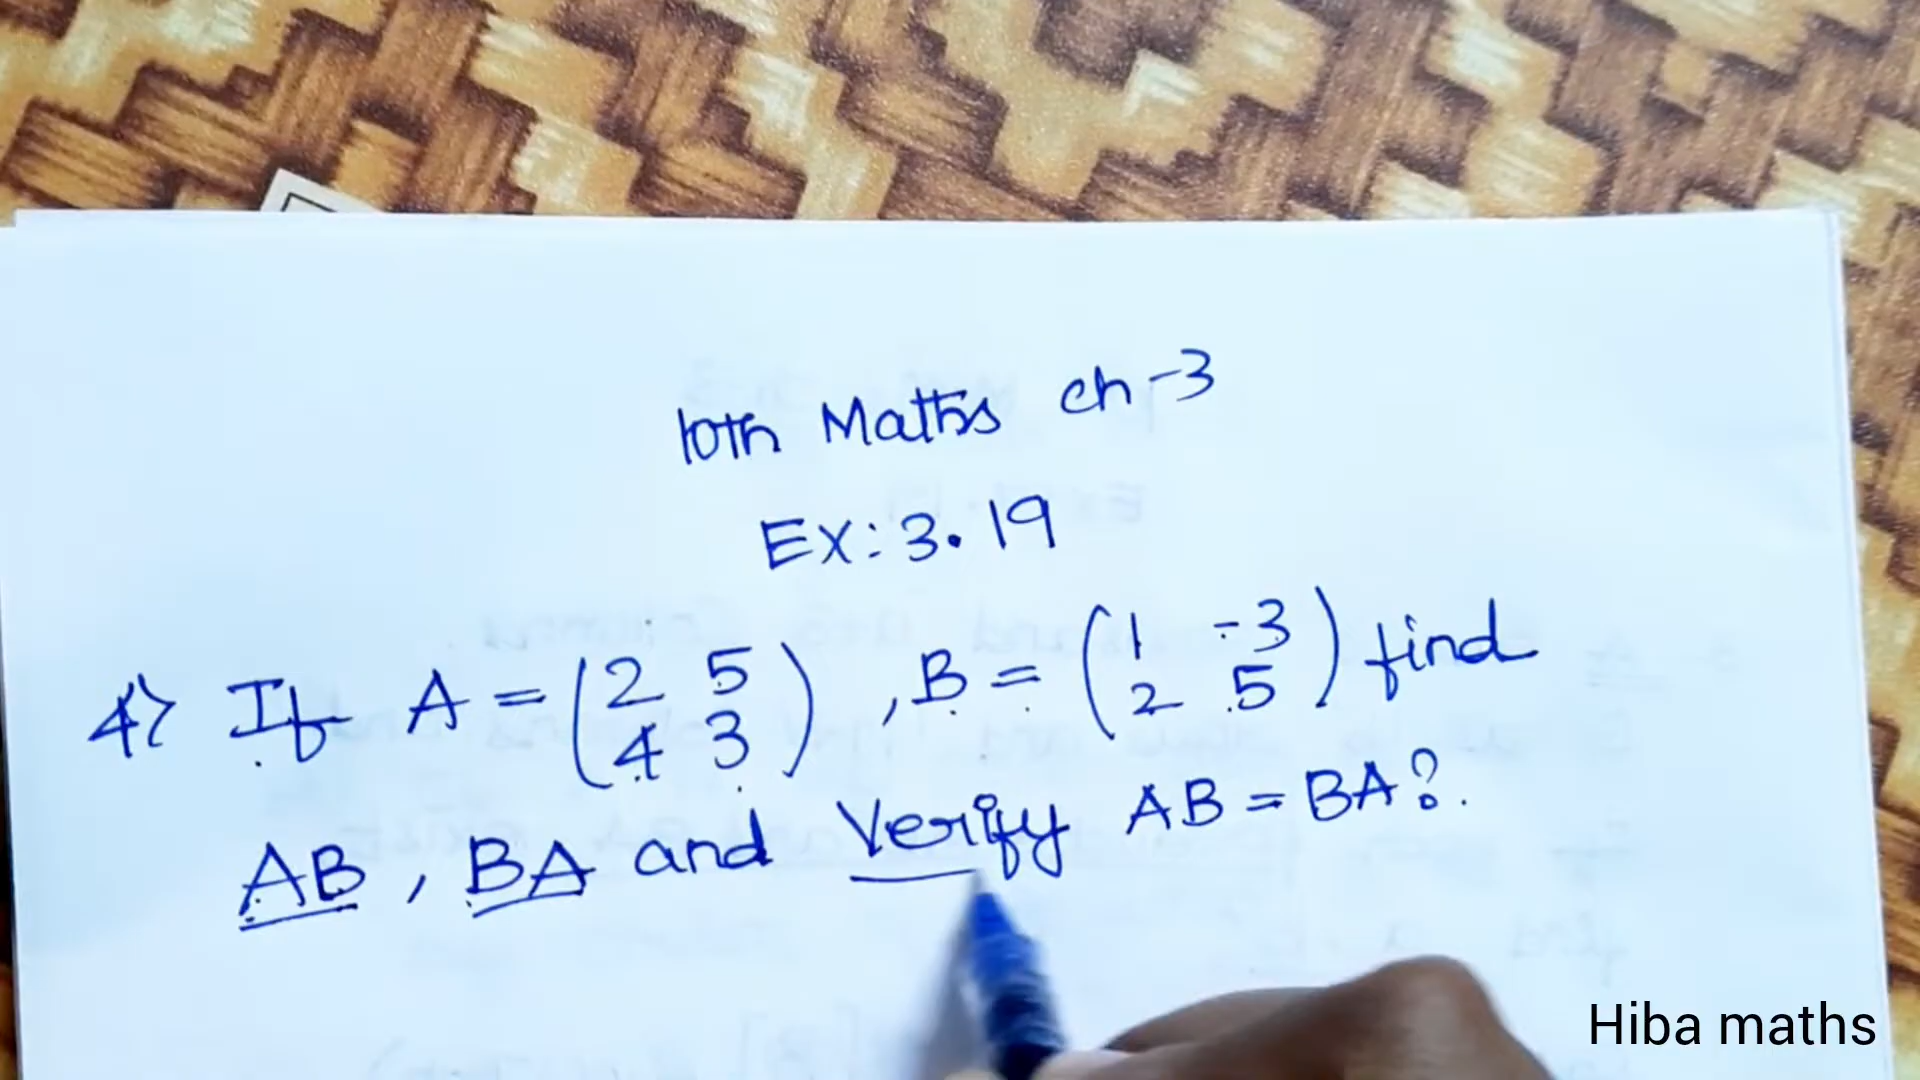 10th Maths ch-3
Ex: 3.19
4) If A = (2 5 4 3), B = (1 -3 2 5) find
AB, BA and Verify AB = BA?
Hiba maths